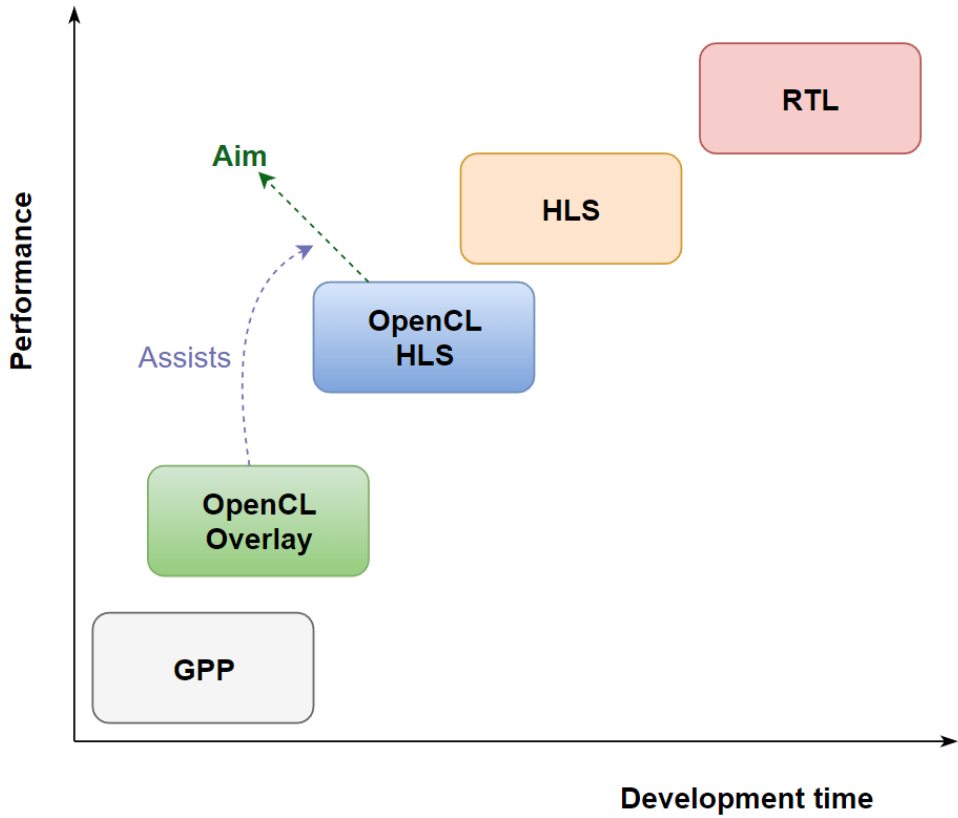 RTL
Aim
HLS
Performance
OpenCL
HLS
Assists
OpenCL
Overlay
GPP
Development time